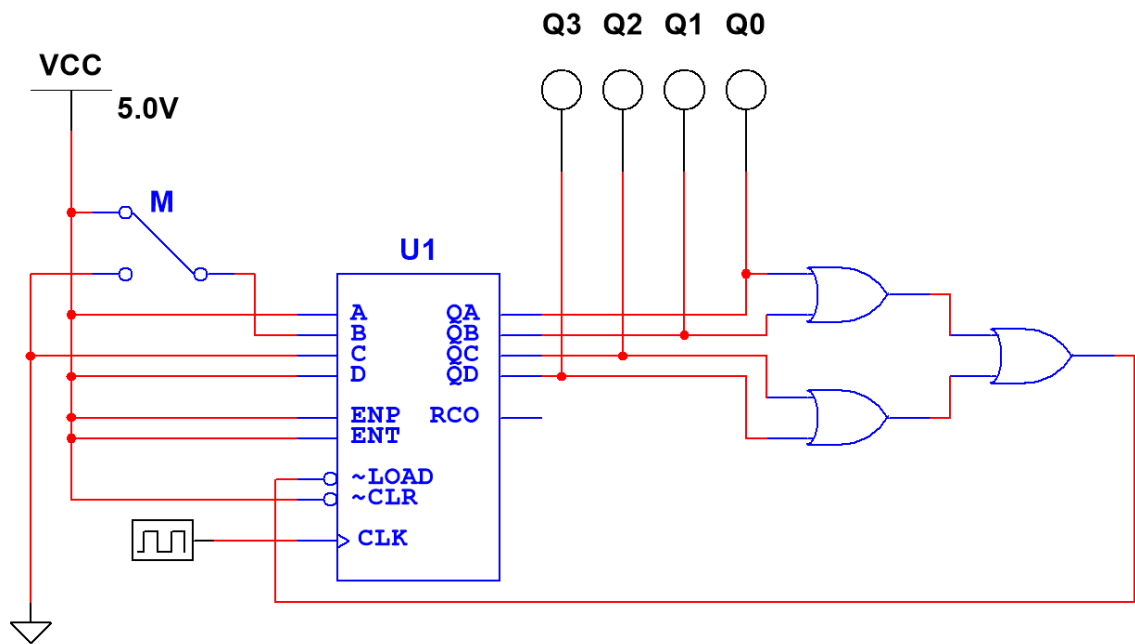 Q3 Q2 Q1 Q0
VCC
5.0V
M
U1
A QA
B QB
C QC
D QD
ENP RCO
ENT
~LOAD
~CLR
CLK